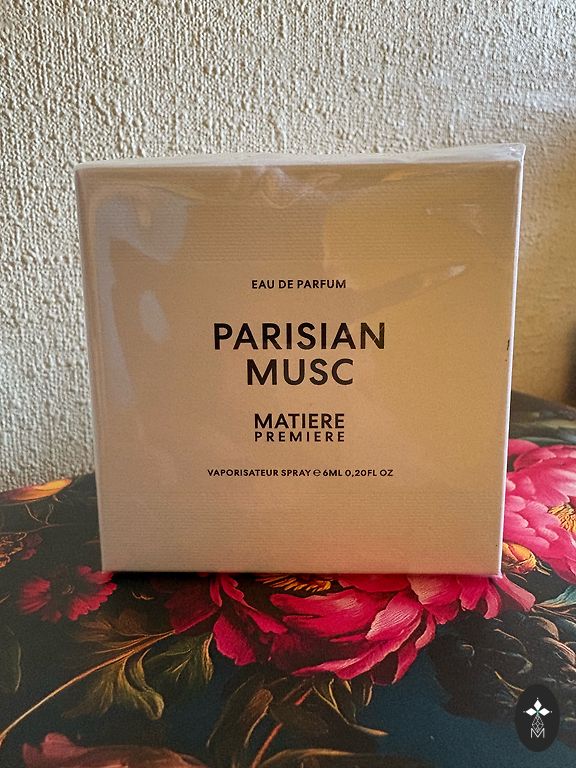 EAU DE PARFUM
PARISIAN
MUSC
MATIERE
PREMIERE
VAPORISATEUR SPRAY ℮ 6ML 0,20FL OZ